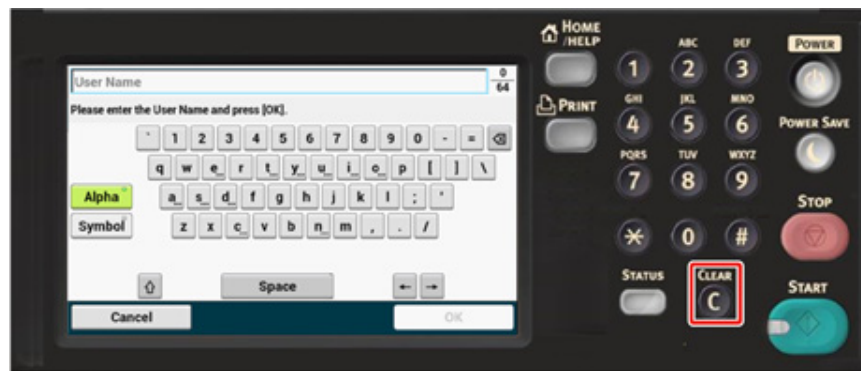 User Name
0
64
Please enter the User Name and press [OK].
` 1 2 3 4 5 6 7 8 9 0 - =
q w e r t y u i o p [ ] \
Alpha a s d f g h j k l ; '
Symbol z x c v b n m , . /
Space ← →
Cancel OK
HOME
/HELP
PRINT
1 ABC 2 DEF 3
GHI 4 JKL 5 MNO 6
PQRS 7 TUV 8 WXYZ 9
* 0 #
STATUS
CLEAR
C
POWER
POWER SAVE
STOP
START